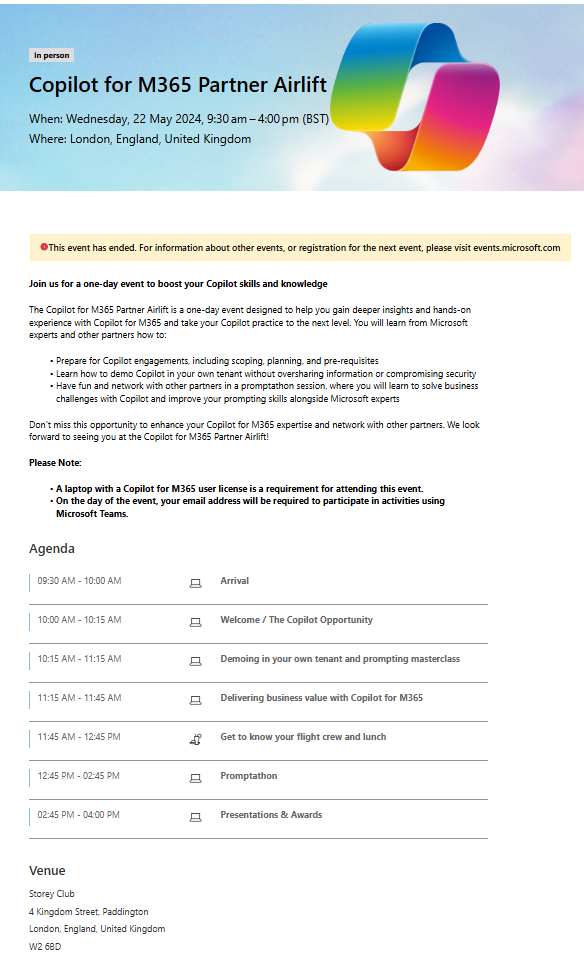 In person
Copilot for M365 Partner Airlift
When: Wednesday, 22 May 2024, 9:30 am – 4:00 pm (BST)
Where: London, England, United Kingdom
This event has ended. For information about other events, or registration for the next event, please visit events.microsoft.com
Join us for a one-day event to boost your Copilot skills and knowledge
The Copilot for M365 Partner Airlift is a one-day event designed to help you gain deeper insights and hands-on
experience with Copilot for M365 and take your Copilot practice to the next level. You will learn from Microsoft
experts and other partners how to:
• Prepare for Copilot engagements, including scoping, planning, and pre-requisites
• Learn how to demo Copilot in your own tenant without oversharing information or compromising security
• Have fun and network with other partners in a promptathon session, where you will learn to solve business
challenges with Copilot and improve your prompting skills alongside Microsoft experts
Don't miss this opportunity to enhance your Copilot for M365 expertise and network with other partners. We look
forward to seeing you at the Copilot for M365 Partner Airlift!
Please Note:
• A laptop with a Copilot for M365 user license is a requirement for attending this event.
• On the day of the event, your email address will be required to participate in activities using
Microsoft Teams.
Agenda
09:30 AM - 10:00 AM Arrival
10:00 AM - 10:15 AM Welcome / The Copilot Opportunity
10:15 AM - 11:15 AM Demoing in your own tenant and prompting masterclass
11:15 AM - 11:45 AM Delivering business value with Copilot for M365
11:45 AM - 12:45 PM Get to know your flight crew and lunch
12:45 PM - 02:45 PM Promptathon
02:45 PM - 04:00 PM Presentations & Awards
Venue
Storey Club
4 Kingdom Street, Paddington
London, England, United Kingdom
W2 6BD